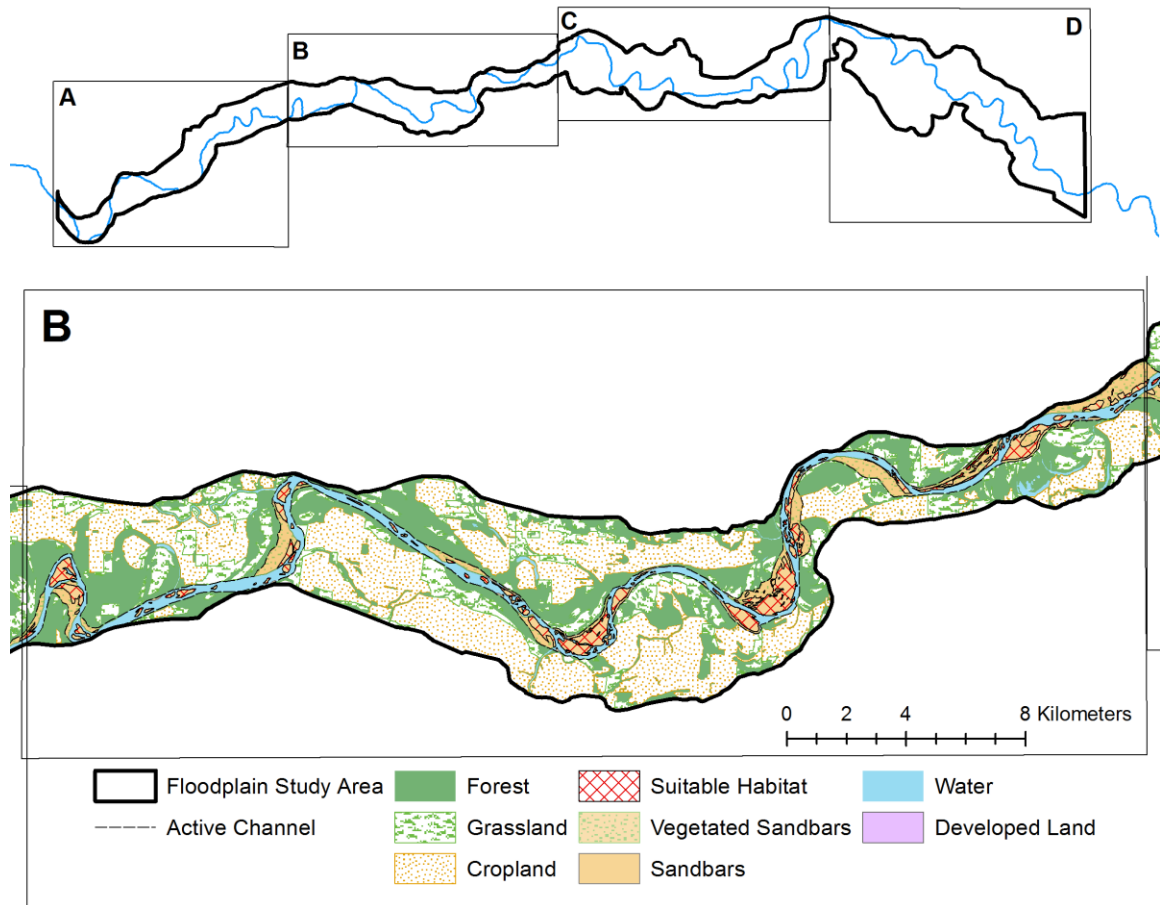 A
B
C
D
B
0 2 4 8 Kilometers
Floodplain Study Area Forest Suitable Habitat Water
Active Channel Grassland Vegetated Sandbars Developed Land
Cropland Sandbars